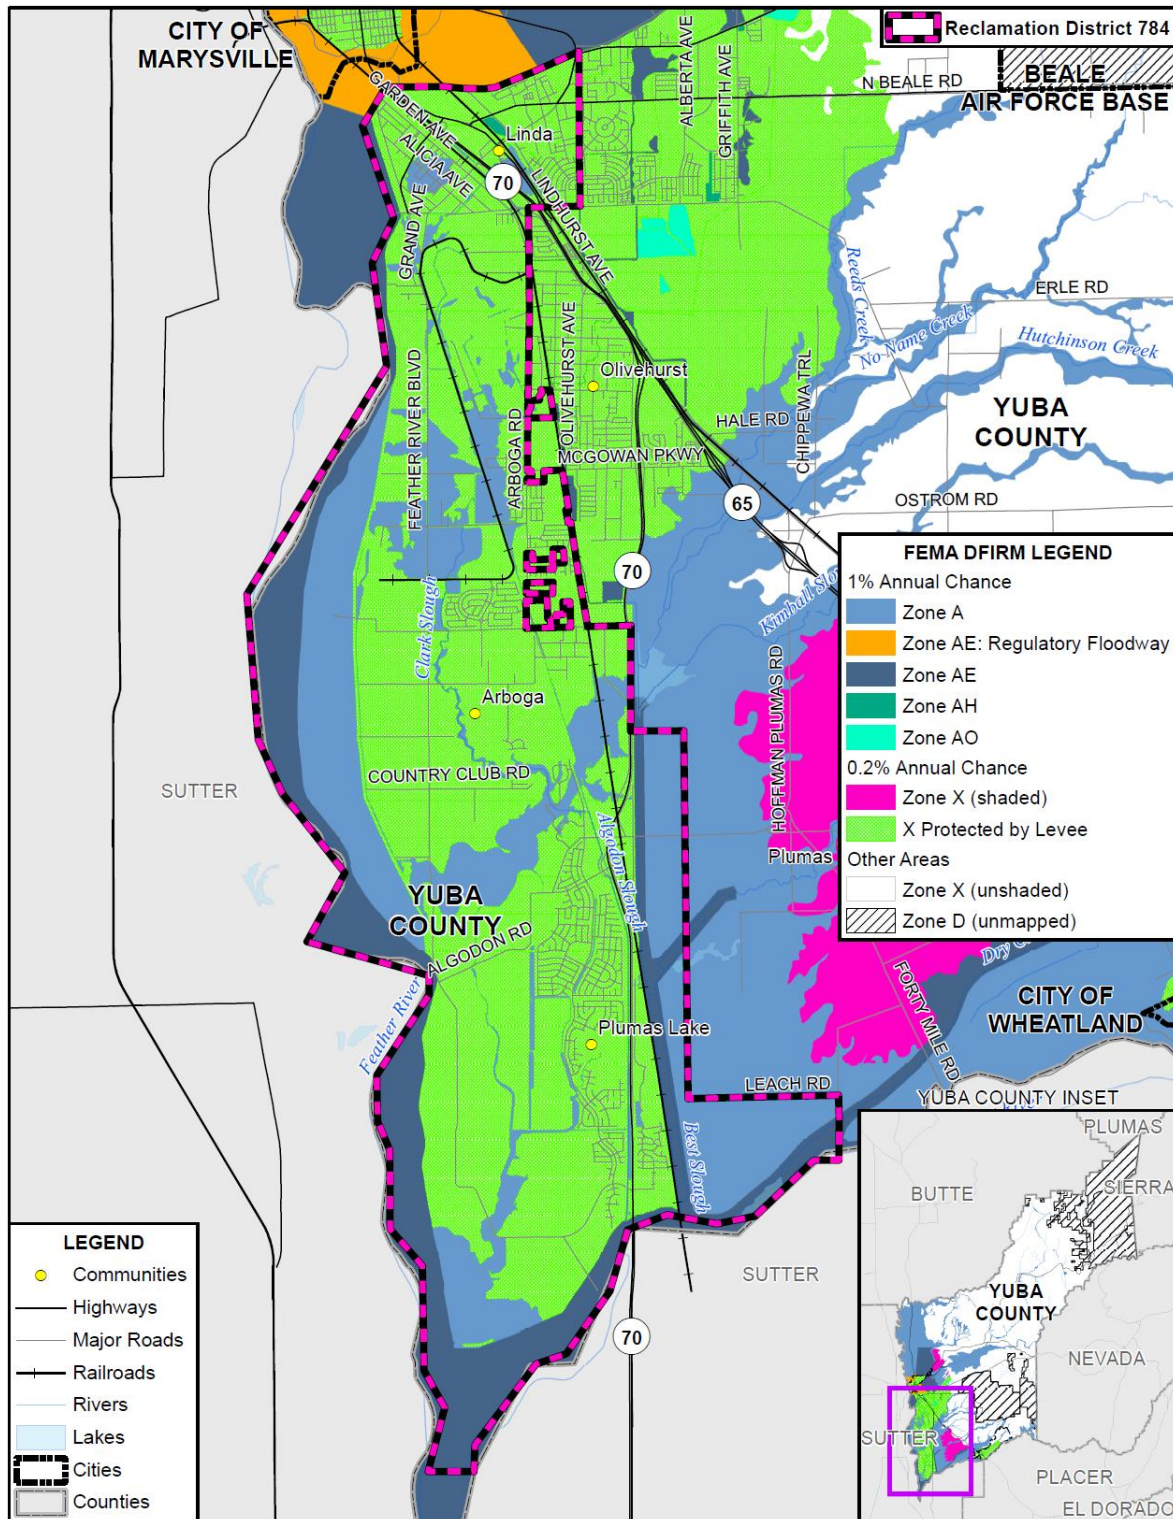 CITY OF
MARYSVILLE
Reclamation District 784
BEALE
AIR FORCE BASE
N BEALE RD
ALBERTA AVE
GRIFFITH AVE
GARDEN AVE
Linda
ALICIA AVE
70
LINDHURST AVE
GRAND AVE
Reeds Creek
ERLE RD
No Name Creek
Hutchinson Creek
FEATHER RIVER BLVD
ARBOGA RD
OLIVEHURST AVE
Olivehurst
CHIPPEWA TRL
HALE RD
MCGOWAN PKWY
YUBA
COUNTY
65
OSTROM RD
70
Clark Slough
HOFFMAN PLUMAS RD
Arboga
COUNTRY CLUB RD
SUTTER
Algodon Slough
Plumas
YUBA
COUNTY
ALGODON RD
Feather River
Plumas Lake
FORTY MILE RD
CITY OF
WHEATLAND
LEACH RD
Best Slough
SUTTER
70
FEMA DFIRM LEGEND
1% Annual Chance
Zone A
Zone AE: Regulatory Floodway
Zone AE
Zone AH
Zone AO
0.2% Annual Chance
Zone X (shaded)
X Protected by Levee
Other Areas
Zone X (unshaded)
Zone D (unmapped)
YUBA COUNTY INSET
PLUMAS
BUTTE
SIERRA
YUBA
COUNTY
NEVADA
SUTTER
PLACER
EL DORADO
LEGEND
Communities
Highways
Major Roads
Railroads
Rivers
Lakes
Cities
Counties